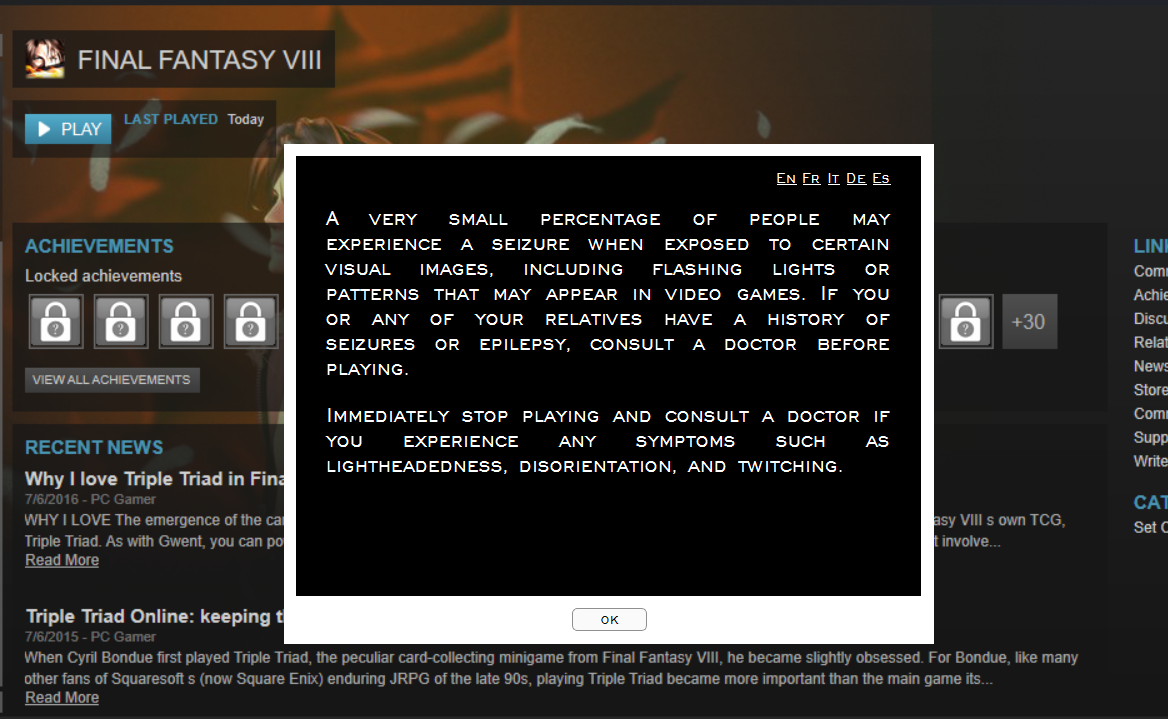 FINAL FANTASY VIII
PLAY
LAST PLAYED Today
En Fr It De Es
A very small percentage of people may
experience a seizure when exposed to certain
visual images, including flashing lights or
patterns that may appear in video games. If you
or any of your relatives have a history of
seizures or epilepsy, consult a doctor before
playing.
Immediately stop playing and consult a doctor if
you experience any symptoms such as
lightheadedness, disorientation, and twitching.
OK
ACHIEVEMENTS
Locked achievements
+30
VIEW ALL ACHIEVEMENTS
RECENT NEWS
Why I love Triple Triad in Fina
7/6/2016 - PC Gamer
WHY I LOVE The emergence of the car asy VIII s own TCG,
Triple Triad. As with Gwent, you can po t involve...
Read More
Triple Triad Online: keeping t
7/6/2015 - PC Gamer
When Cyril Bondue first played Triple Triad, the peculiar card-collecting minigame from Final Fantasy VIII, he became slightly obsessed. For Bondue, like many
other fans of Squaresoft s (now Square Enix) enduring JRPG of the late 90s, playing Triple Triad became more important than the main game its...
Read More
LINK
Comm
Achie
Discu
Relat
News
Store
Comm
Supp
Write
CAT
Set C